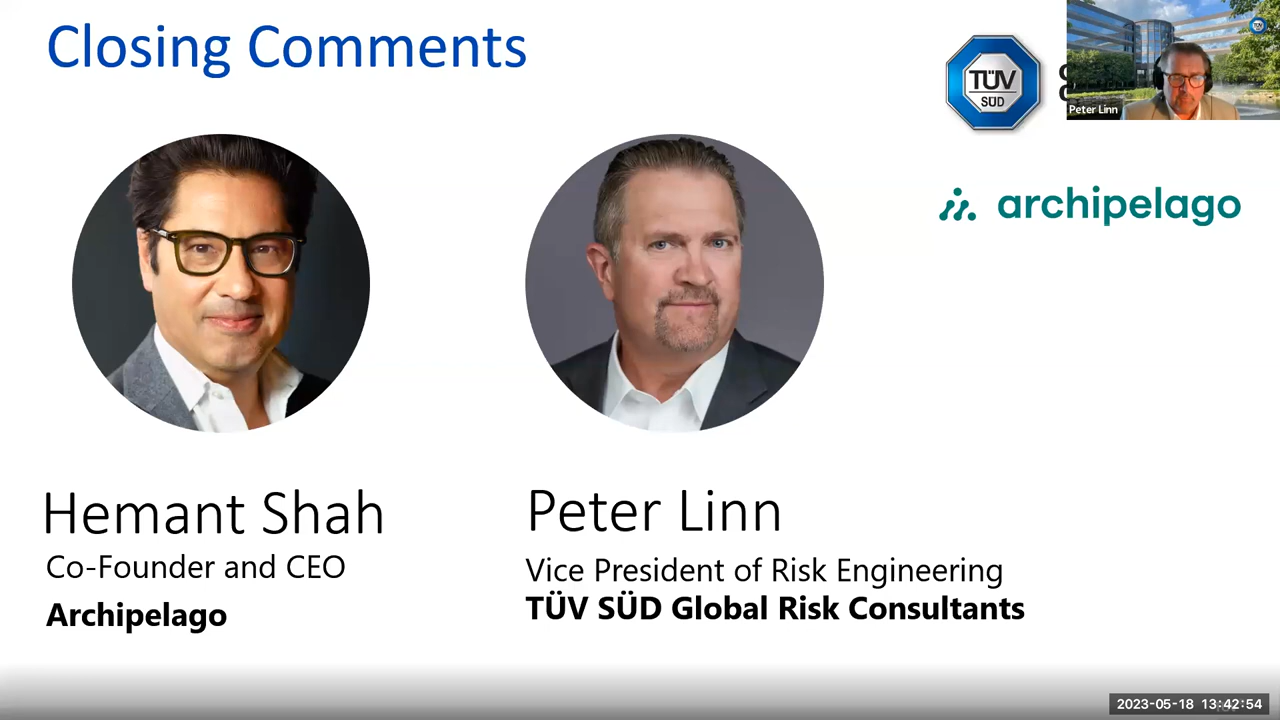 Closing Comments
TÜV
SÜD
Peter Linn
archipelago
Hemant Shah
Co-Founder and CEO
Archipelago
Peter Linn
Vice President of Risk Engineering
TÜV SÜD Global Risk Consultants
2023-05-18 13:42:54